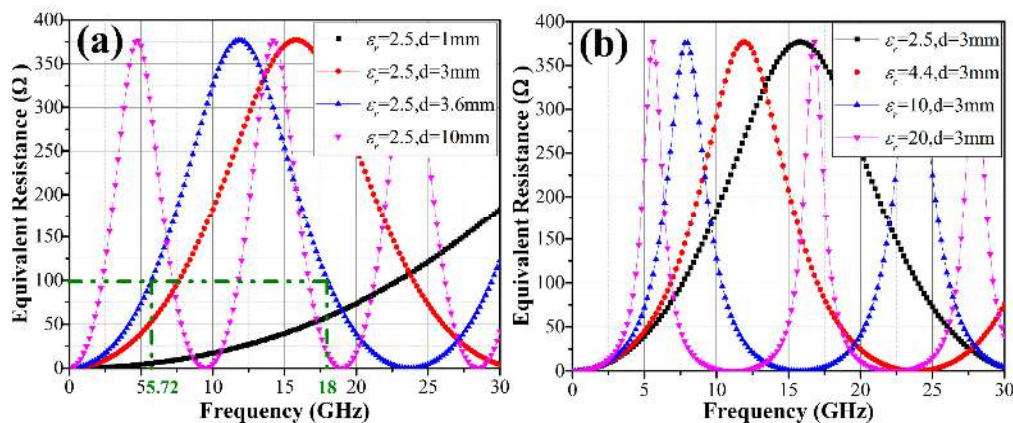 (a)
εr=2.5,d=1mm
εr=2.5,d=3mm
εr=2.5,d=3.6mm
εr=2.5,d=10mm
400
350
300
250
200
150
100
50
0
Equivalent Resistance (Ω)
0 5 5.72 10 15 18 20 25 30
Frequency (GHz)
(b)
εr=2.5,d=3mm
εr=4.4,d=3mm
εr=10,d=3mm
εr=20,d=3mm
400
350
300
250
200
150
100
50
0
Equivalent Resistance (Ω)
0 5 10 15 20 25 30
Frequency (GHz)